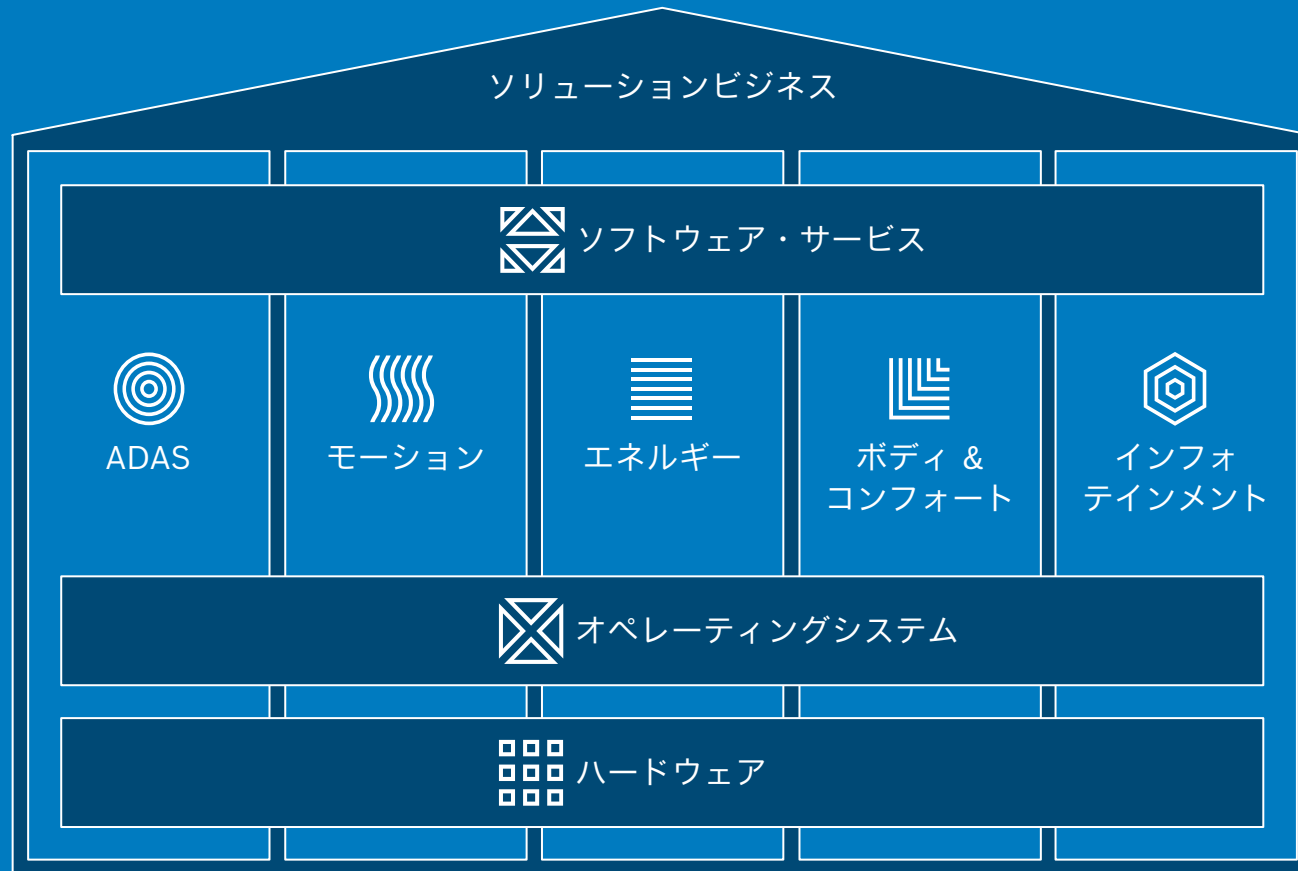 ソリューションビジネス
ソフトウェア・サービス
ADAS
モーション
エネルギー
ボディ &
コンフォート
インフォ
テインメント
オペレーティングシステム
ハードウェア